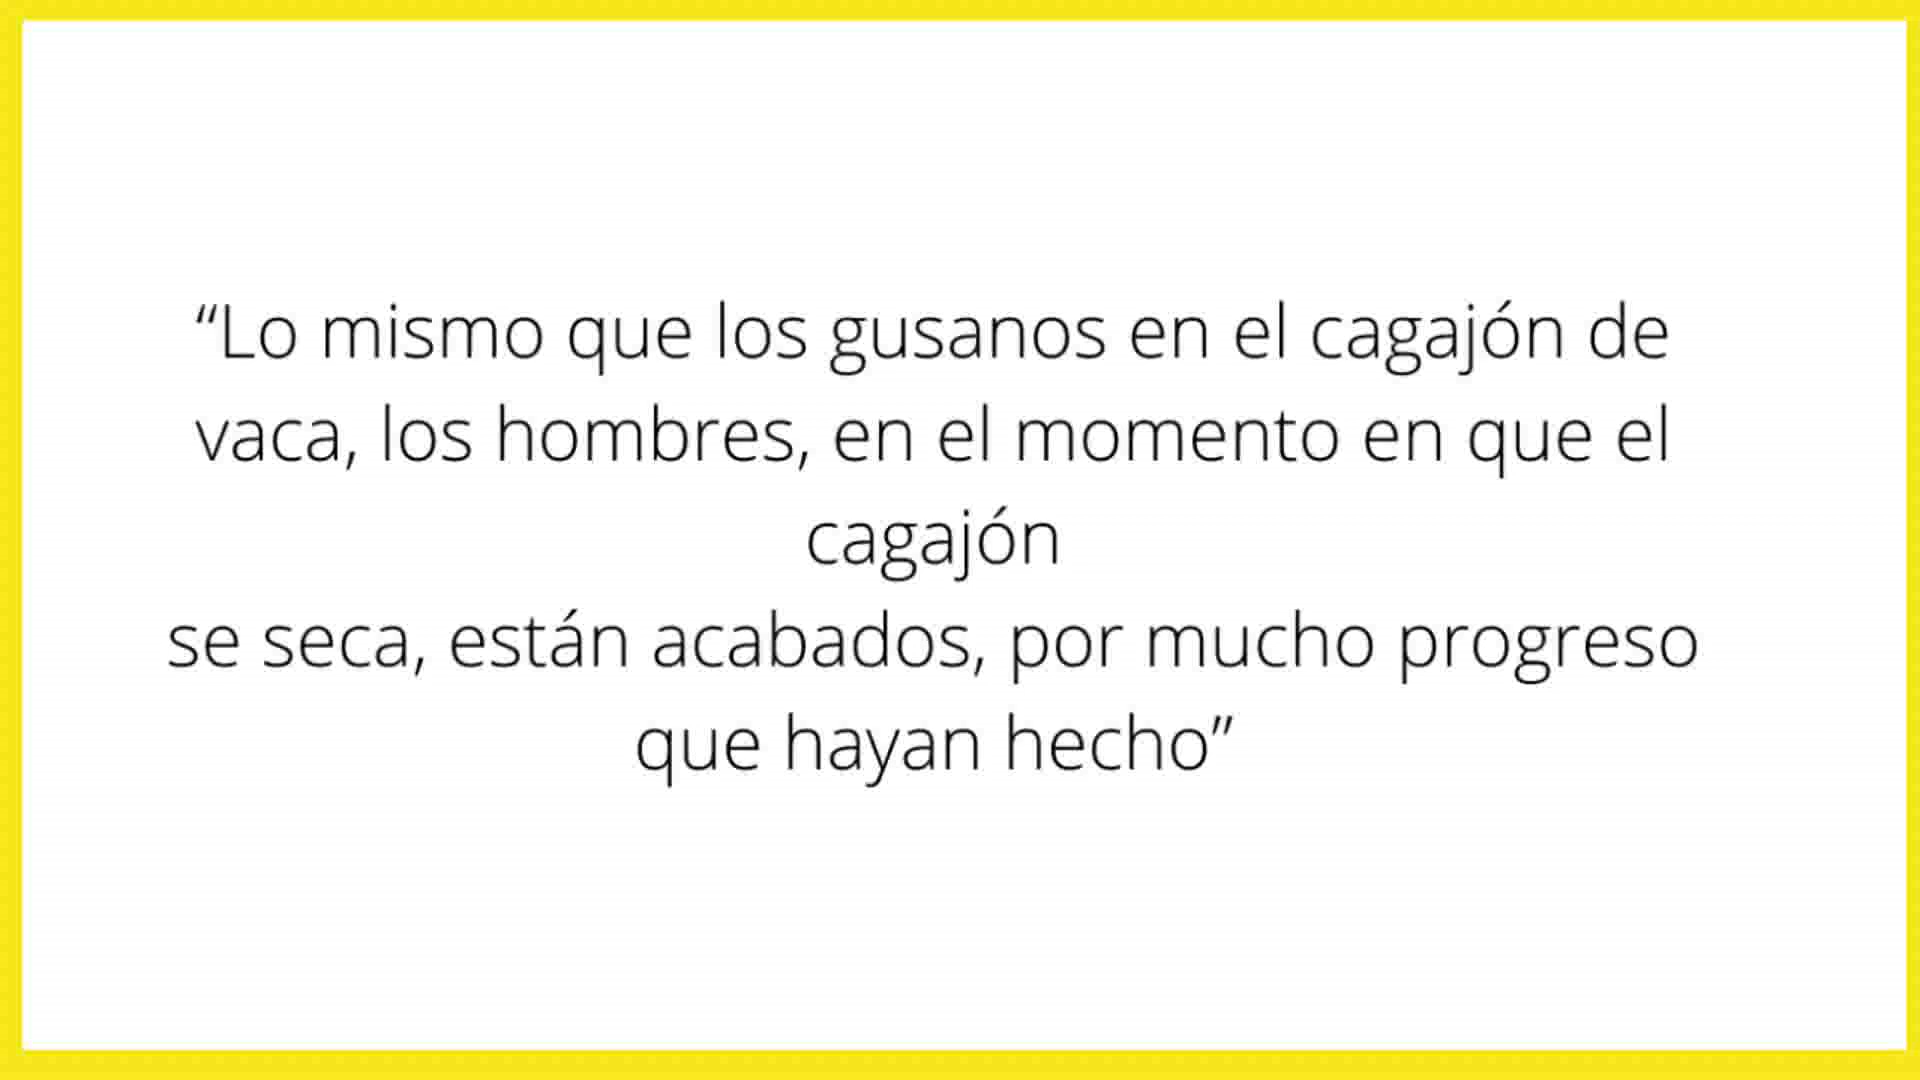 “Lo mismo que los gusanos en el cagajón de
vaca, los hombres, en el momento en que el
cagajón
se seca, están acabados, por mucho progreso
que hayan hecho”